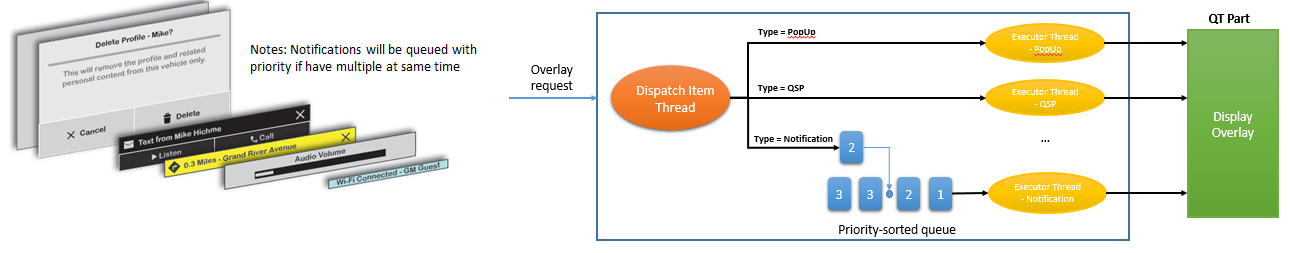 Delete Profile - Mike?
This will remove the profile and related
personal content from this vehicle only.
Cancel
Delete
Text from Mike Hichme
Listen
Call
0.3 Miles - Grand River Avenue
Audio Volume
Wi-Fi Connected - GM Guest
Notes: Notifications will be queued with
priority if have multiple at same time
Overlay
request
Dispatch Item
Thread
Type = PopUp
Type = QSP
Type = Notification
2
3
3
2
1
Priority-sorted queue
Executor Thread
- PopUp
Executor Thread
- QSP
...
Executor Thread
- Notification
QT Part
Display
Overlay